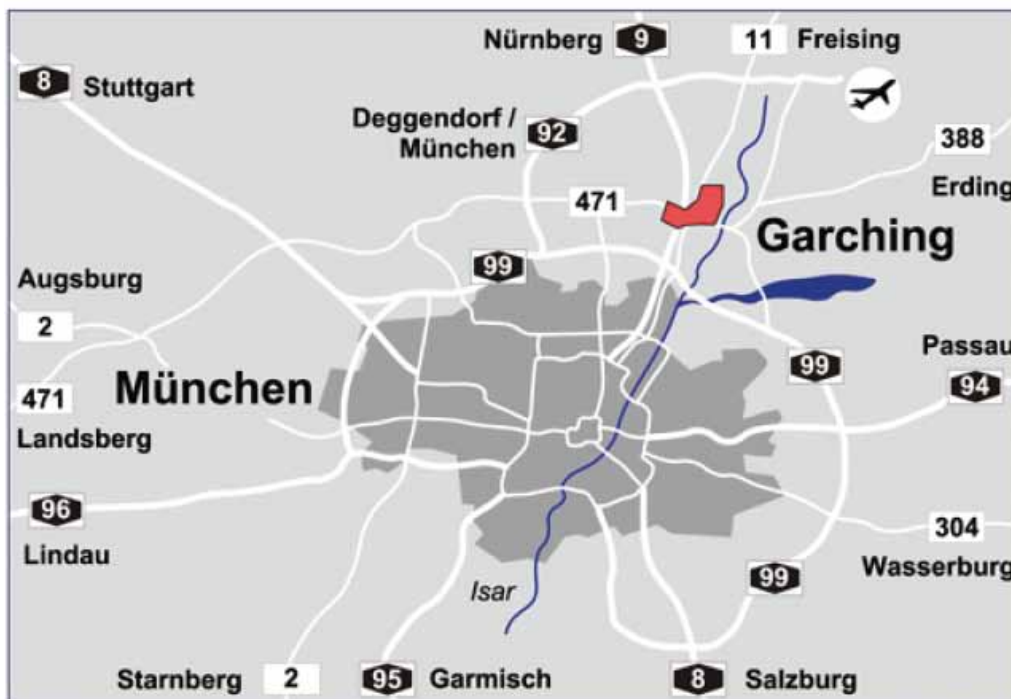 Nürnberg
9
11
Freising
8
Stuttgart
Deggendorf /
München
92
388
Erding
471
Garching
Augsburg
99
2
Passau
München
99
94
471
Landsberg
96
Lindau
304
Wasserburg
99
Isar
Starnberg
2
95
Garmisch
8
Salzburg